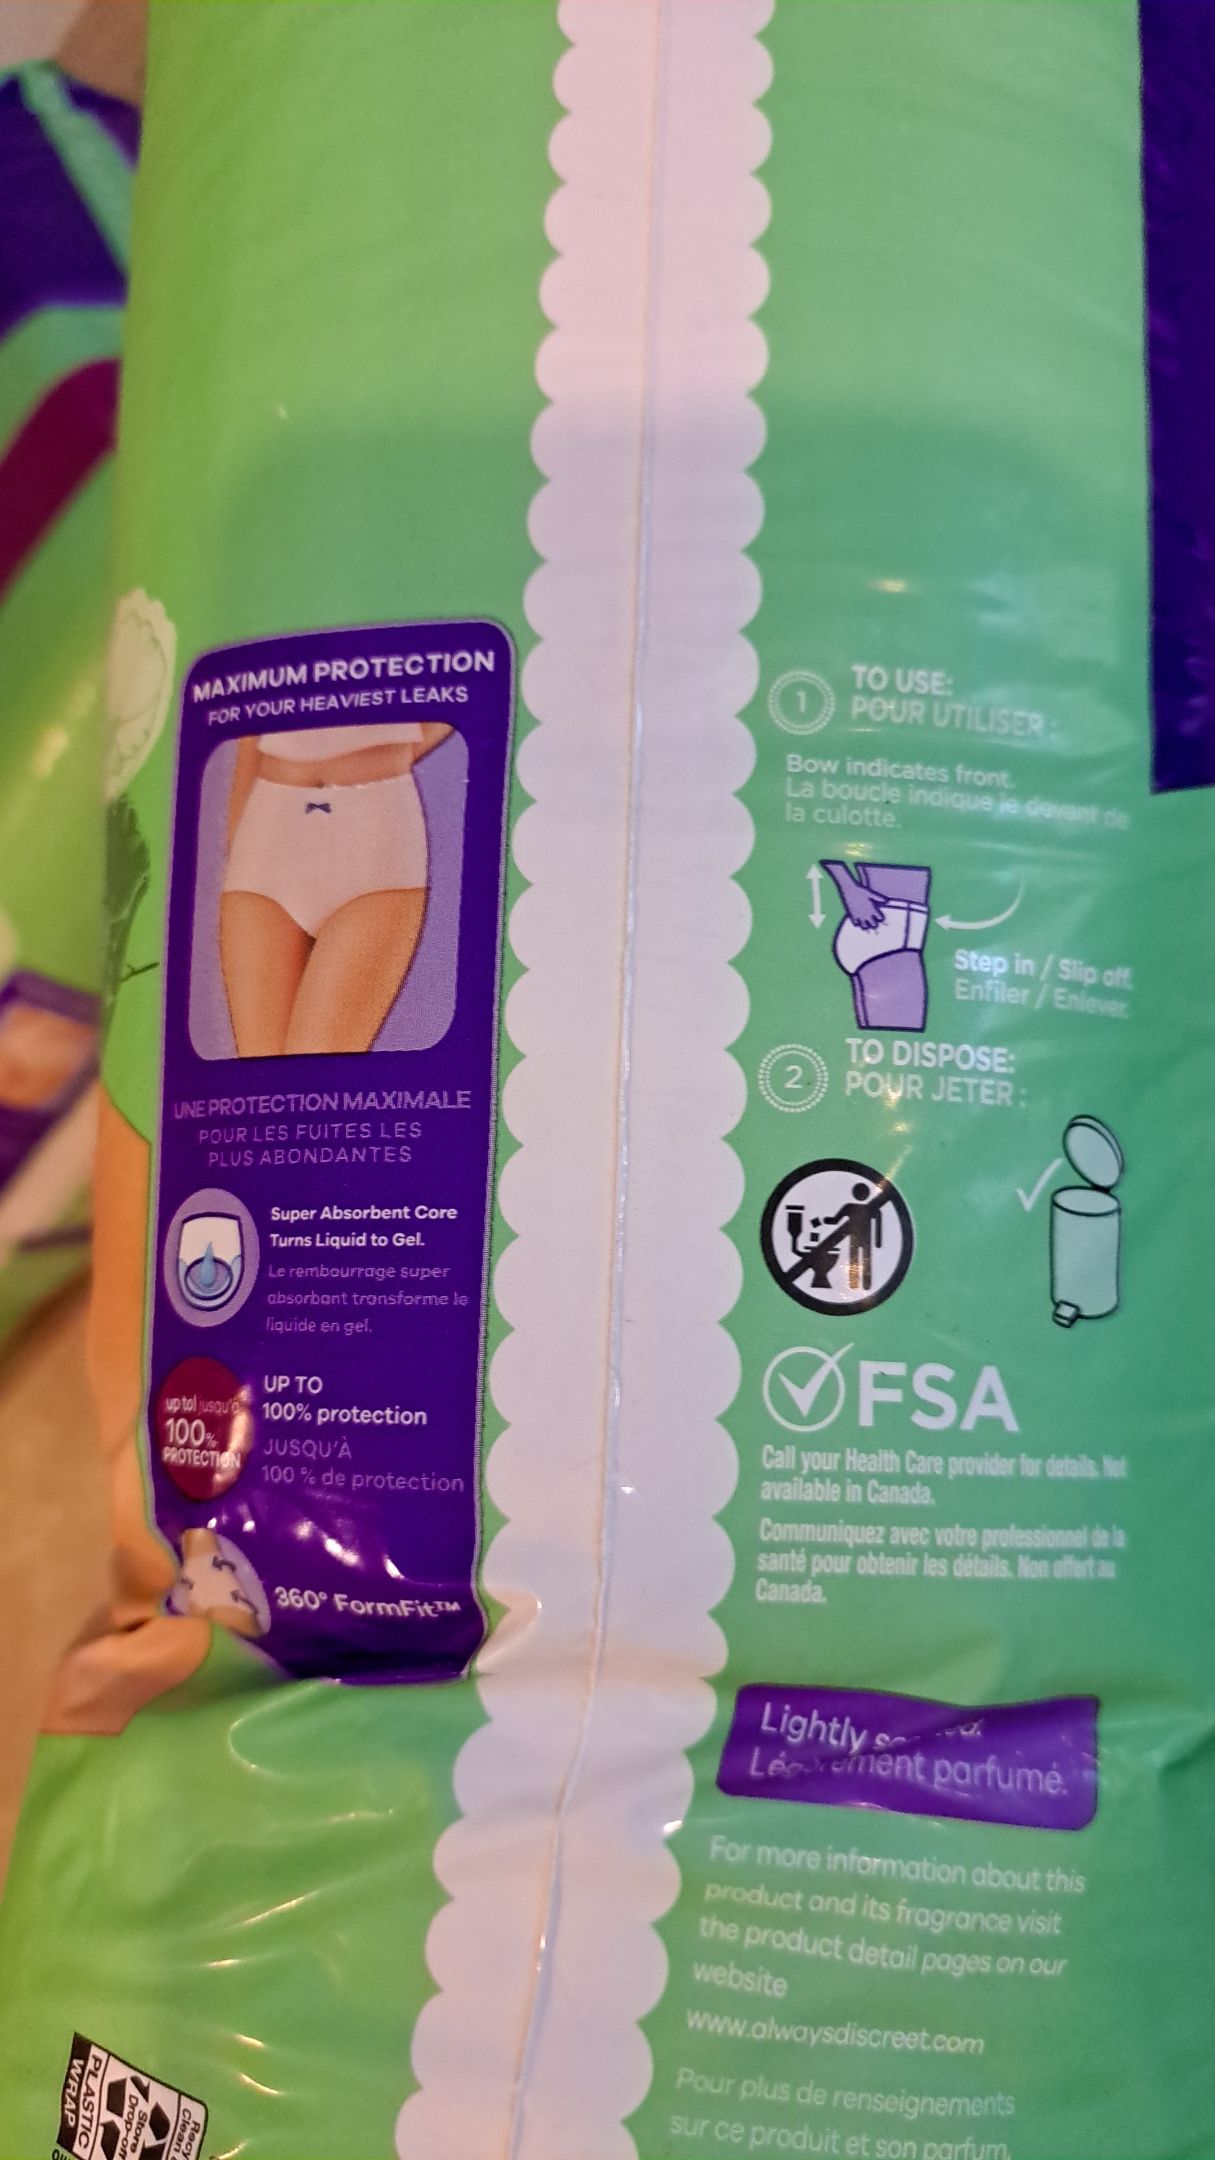 MAXIMUM PROTECTION
FOR YOUR HEAVIEST LEAKS
UNE PROTECTION MAXIMALE
POUR LES FUITES LES
PLUS ABONDANTES
Super Absorbent Core
Turns Liquid to Gel.
Le rembourrage super
absorbant transforme le
liquide en gel.
up to| jusqu'à
100%
PROTECTION
UP TO
100% protection
JUSQU'À
100 % de protection
360° FormFit™
1
TO USE:
POUR UTILISER :
Bow indicates front.
La boucle indique le devant de
la culotte.
Step in / Slip off.
Enfiler / Enlever.
2
TO DISPOSE:
POUR JETER :
FSA
Call your Health Care provider for details. Not
available in Canada.
Communiquez avec votre professionnel de la
santé pour obtenir les détails. Non offert au
Canada.
Lightly
parfumé.
For more information about this
product and its fragrance visit
the product detail pages on our
website
www.alwaysdiscreet.com
Pour plus de renseignements
sur ce produit et son parfum,
Store
Drop-off
PLASTIC
WRAP